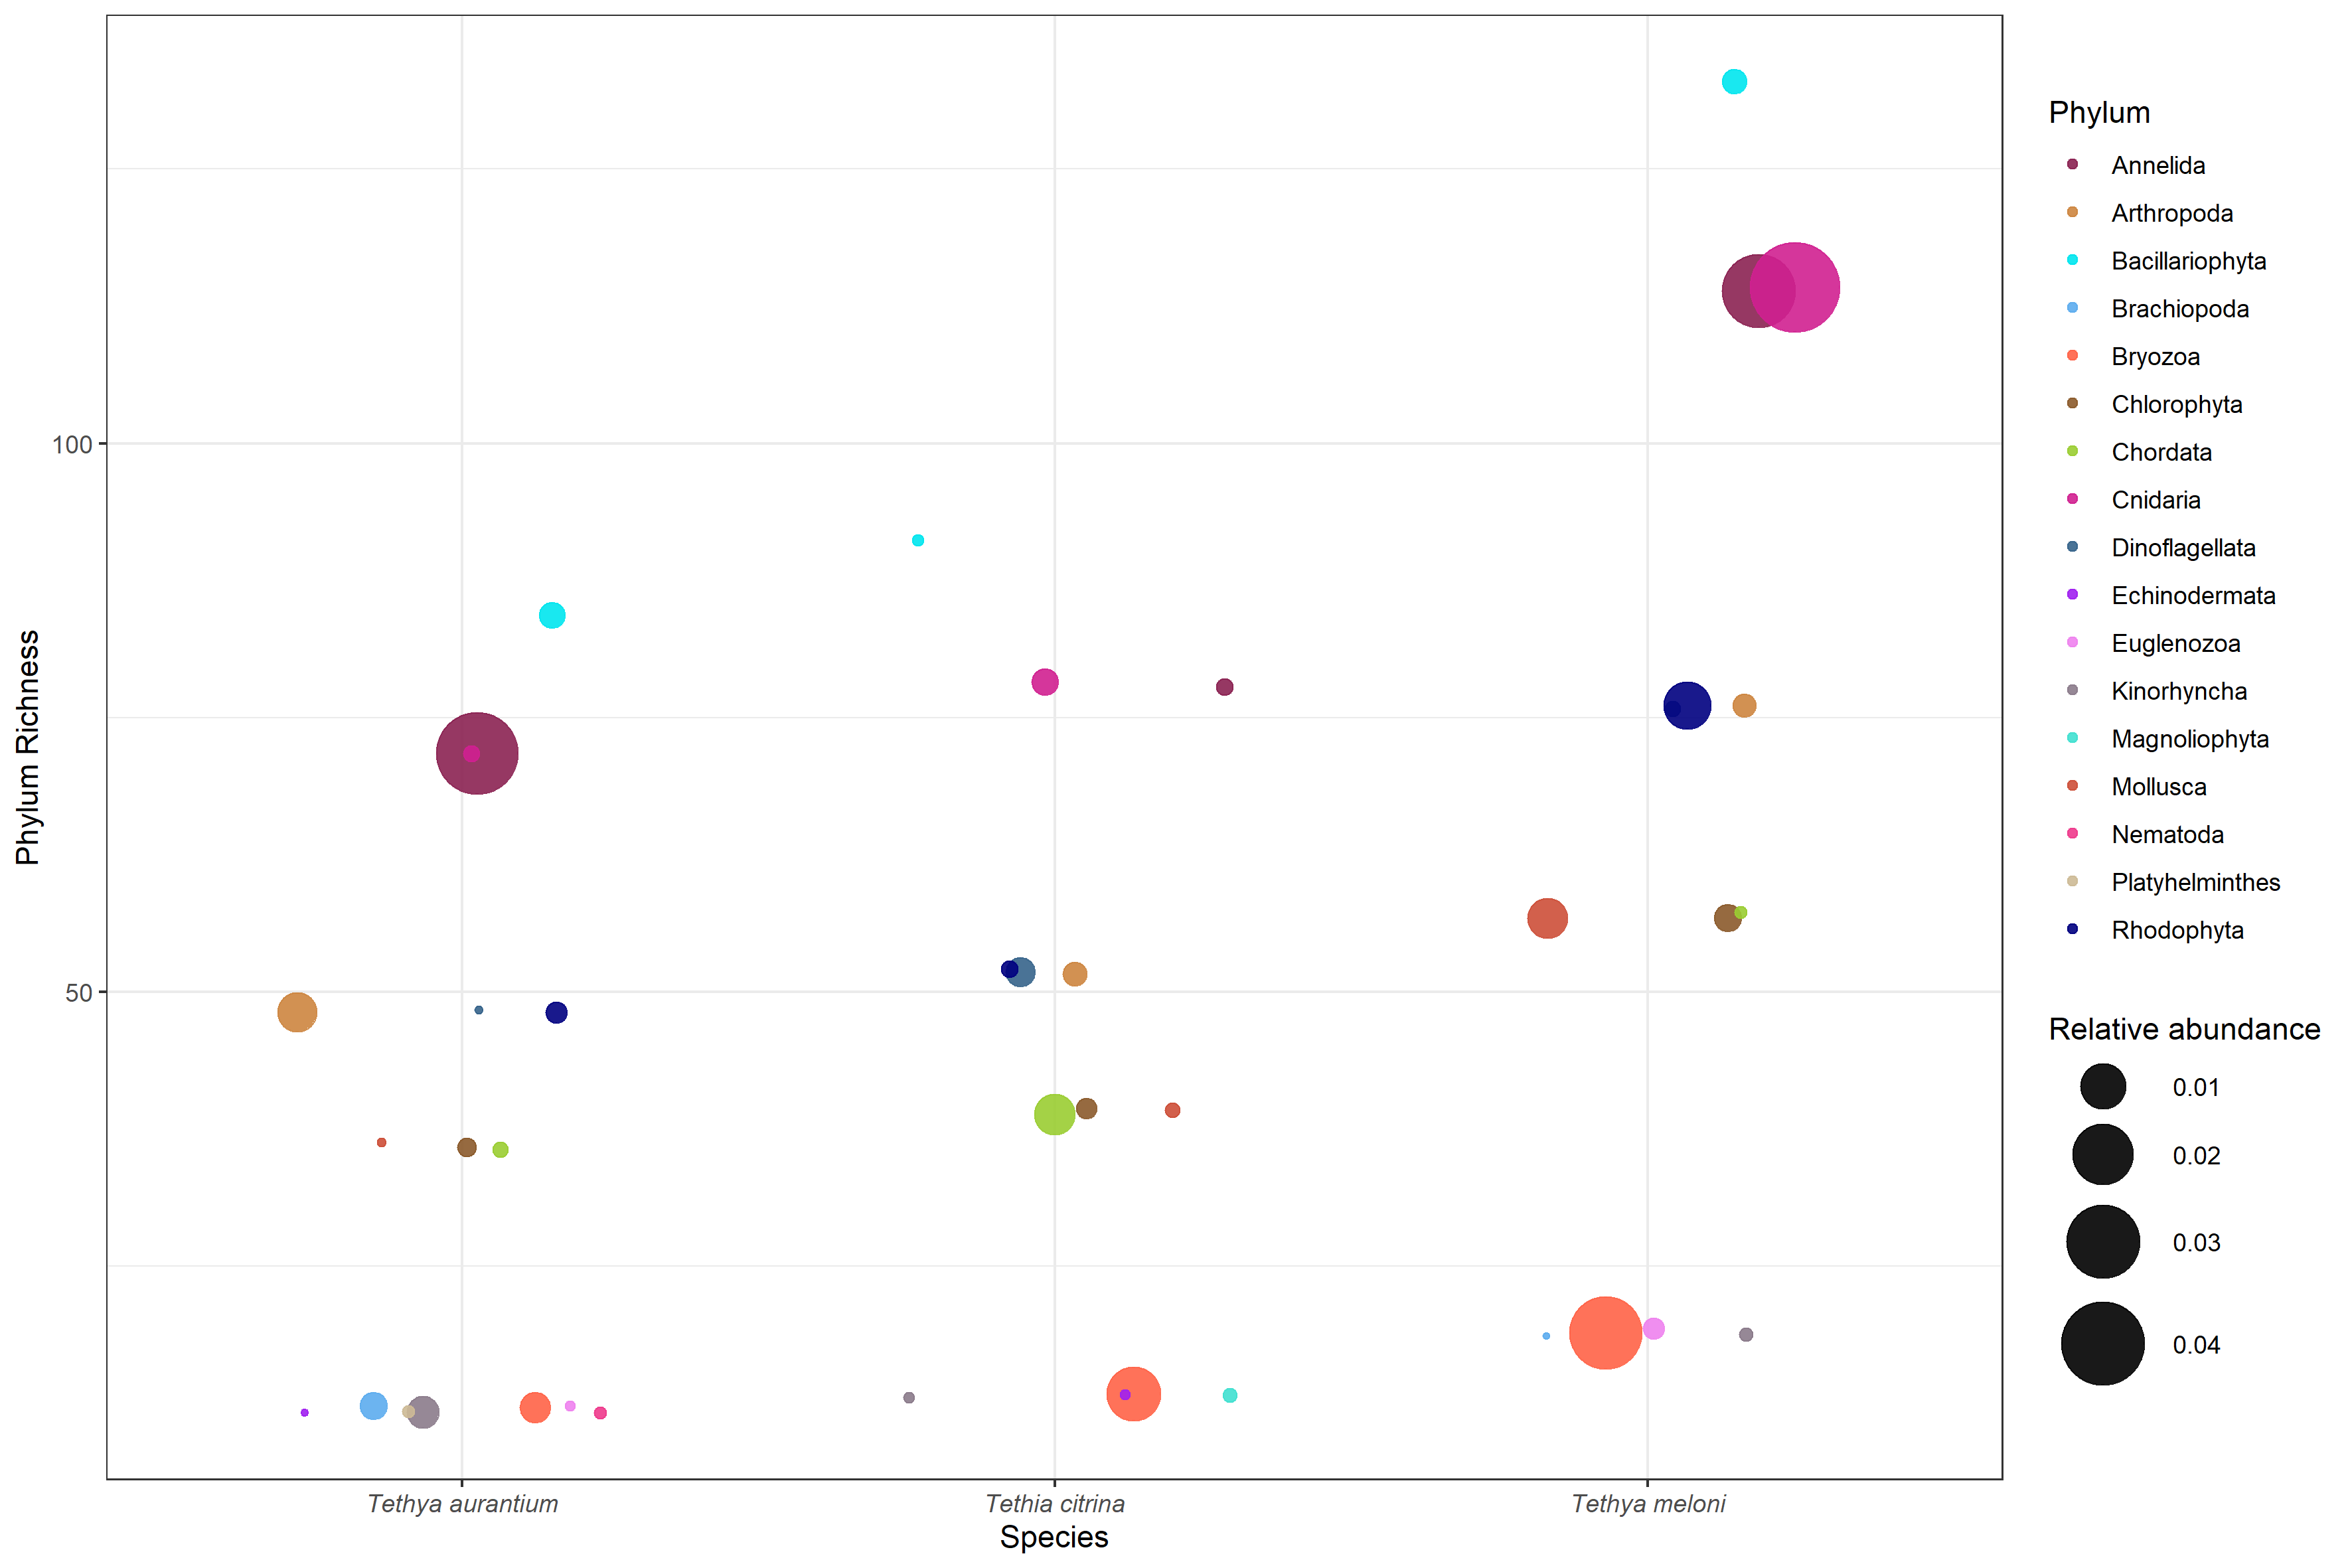 Phylum Richness
100
50
Tethya aurantium
Tethia citrina
Tethya meloni
Species
Phylum
Annelida
Arthropoda
Bacillariophyta
Brachiopoda
Bryozoa
Chlorophyta
Chordata
Cnidaria
Dinoflagellata
Echinodermata
Euglenozoa
Kinorhyncha
Magnoliophyta
Mollusca
Nematoda
Platyhelminthes
Rhodophyta
Relative abundance
0.01
0.02
0.03
0.04